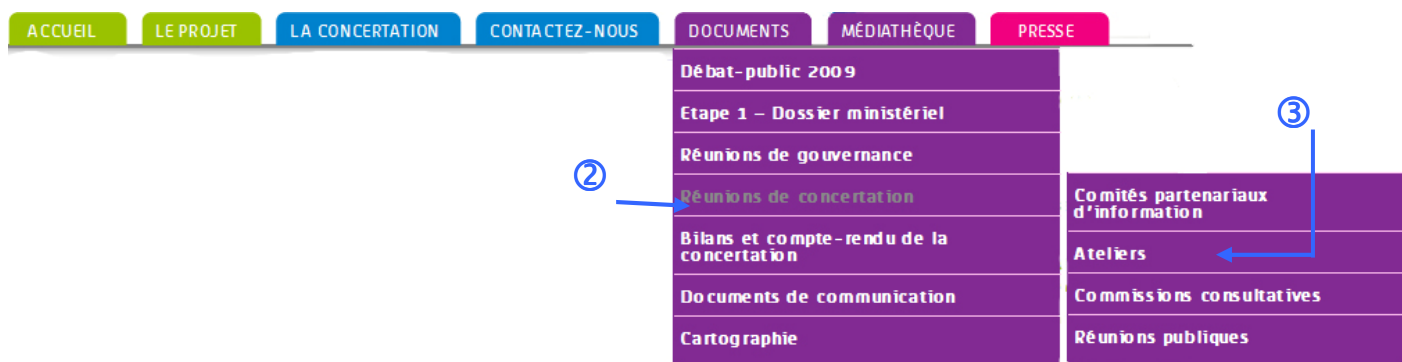 ACCUEIL LE PROJET LA CONCERTATION CONTACTEZ-NOUS DOCUMENTS MÉDIATHÈQUE PRESSE
Débat-public 2009
Etape 1 – Dossier ministériel
③
Réunions de gouvernance
②
Réunions de concertation
Bilans et compte-rendu de la
concertation
Documents de communication
Cartographie
Comités partenariaux
d'information
Ateliers
Commissions consultatives
Réunions publiques